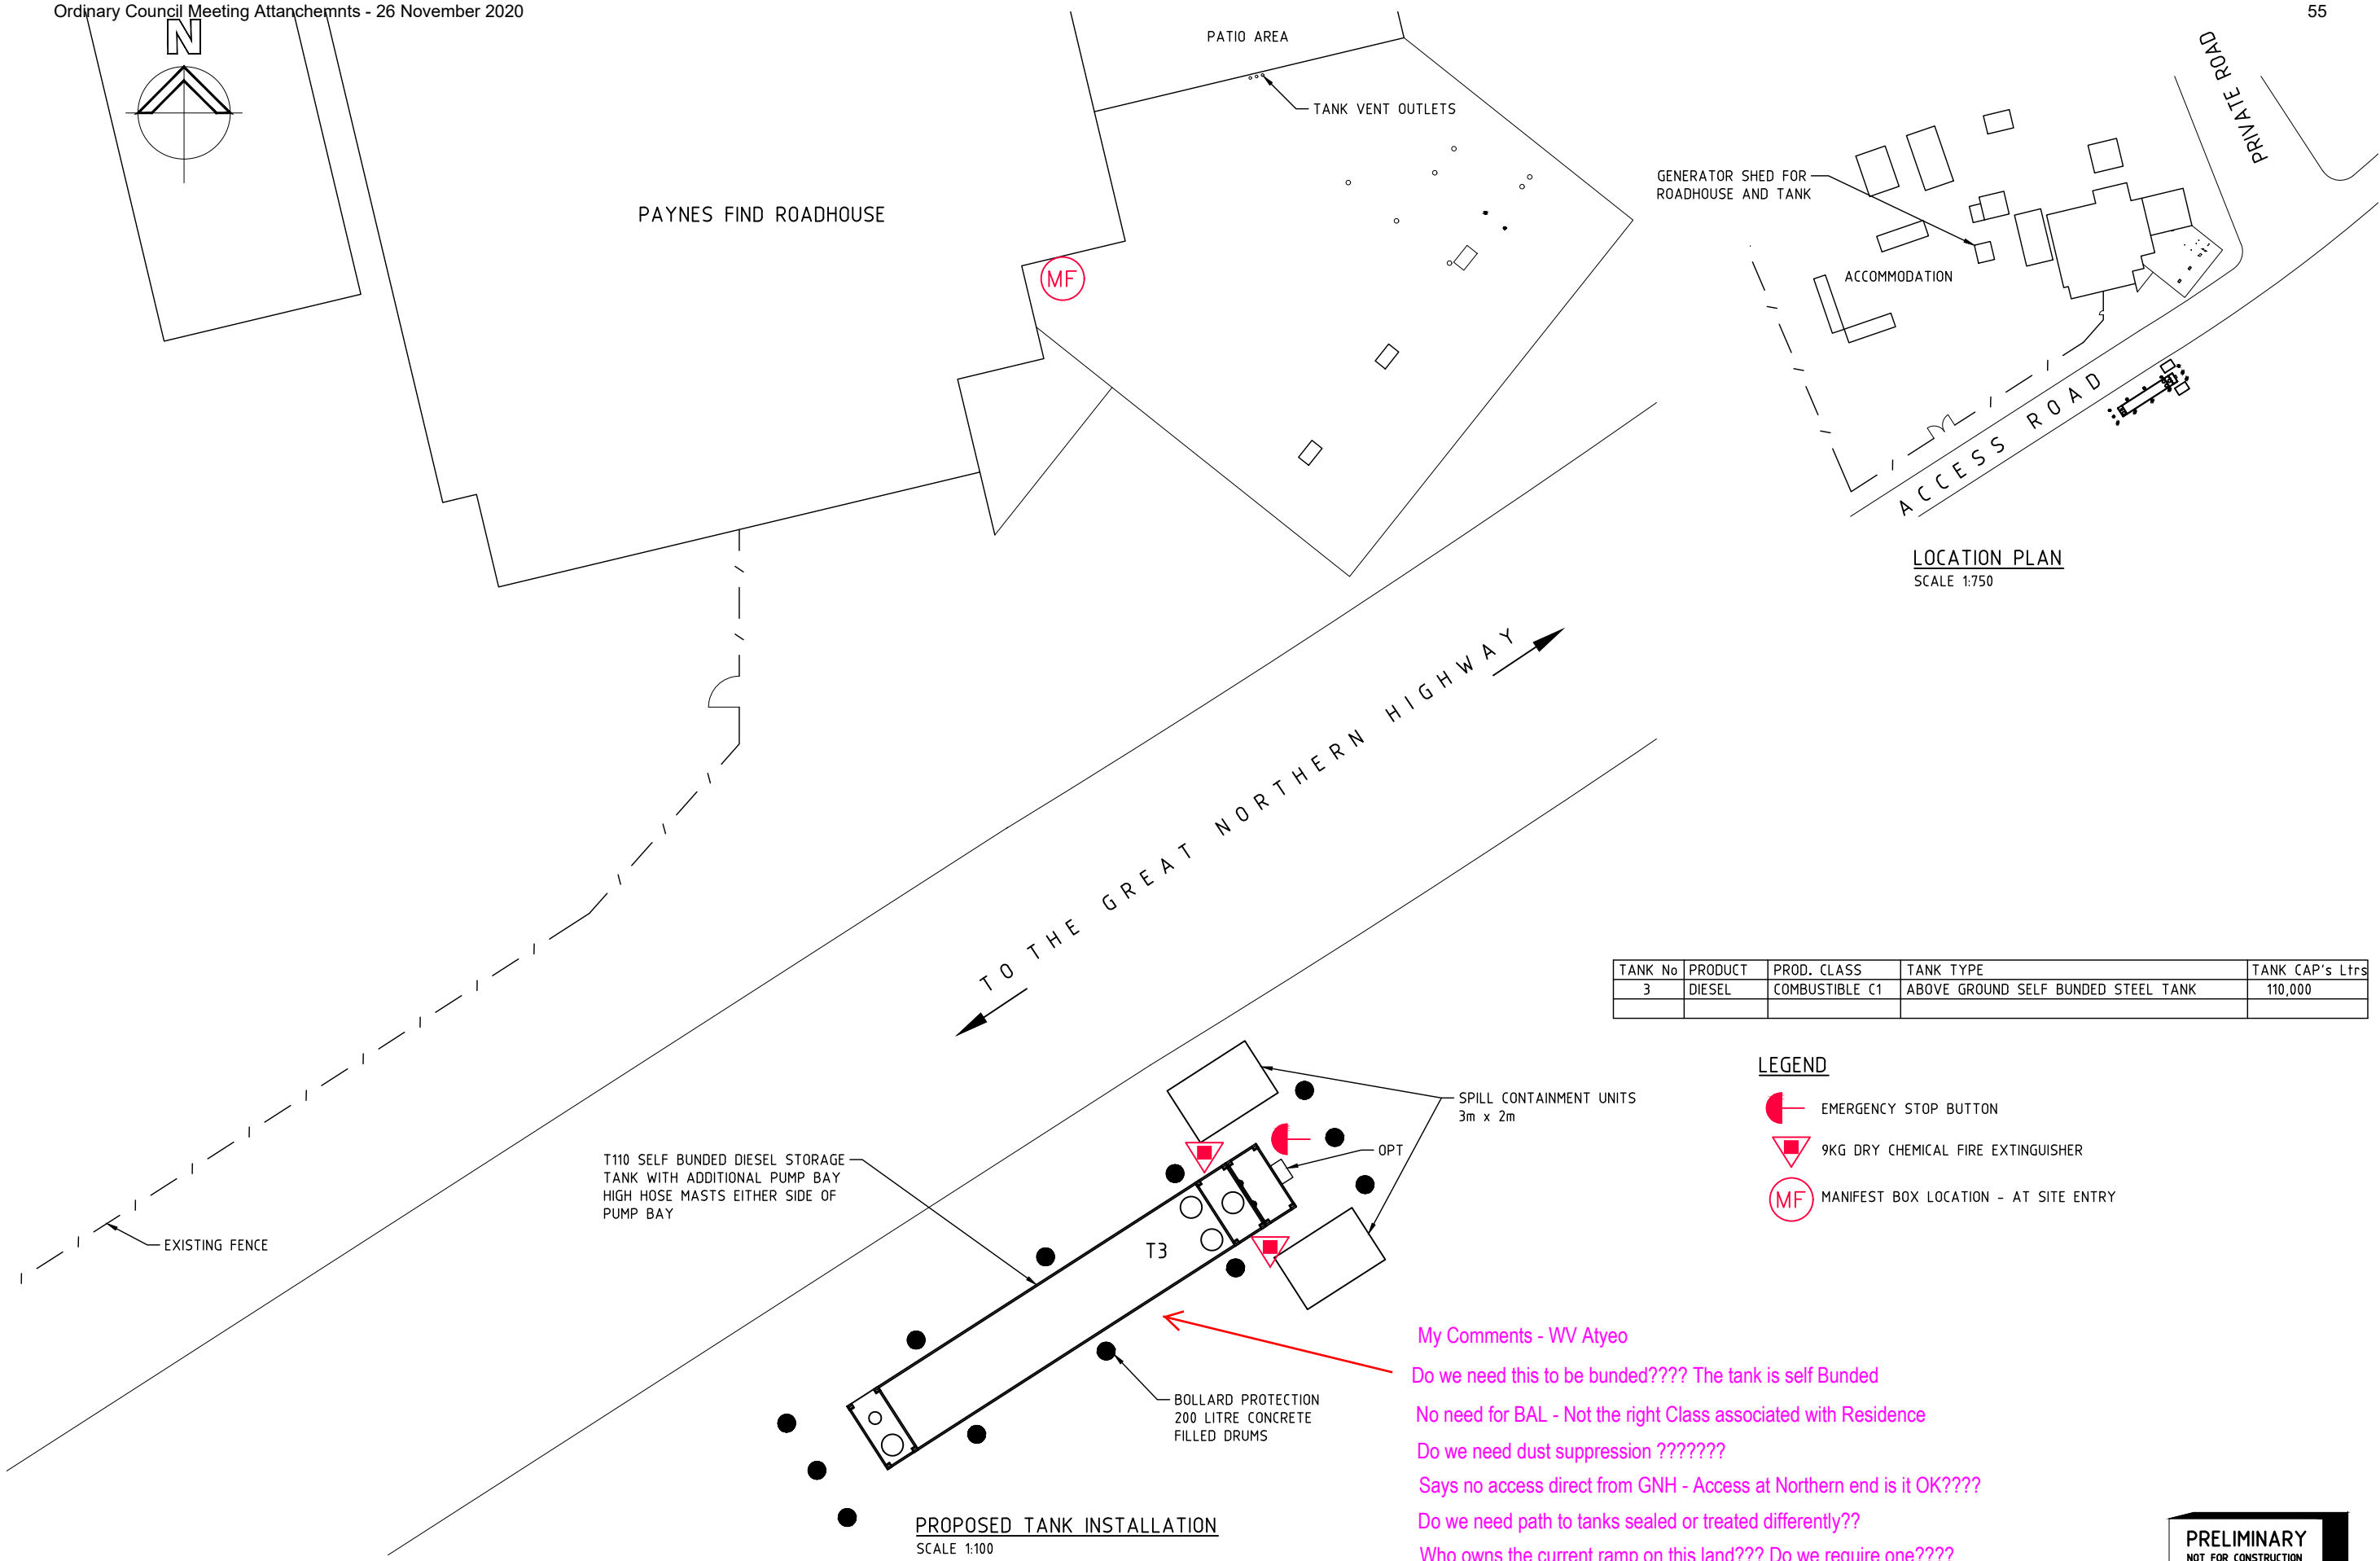 Ordinary Council Meeting Attanchemnts - 26 November 2020
55
N
PATIO AREA
TANK VENT OUTLETS
PAYNES FIND ROADHOUSE
MF
PRIVATE ROAD
GENERATOR SHED FOR
ROADHOUSE AND TANK
ACCOMMODATION
ACCESS ROAD
LOCATION PLAN
SCALE 1:750
TO THE GREAT NORTHERN HIGHWAY
TANK No PRODUCT PROD. CLASS TANK TYPE TANK CAP's Ltrs
3 DIESEL COMBUSTIBLE C1 ABOVE GROUND SELF BUNDED STEEL TANK 110,000
LEGEND
EMERGENCY STOP BUTTON
9KG DRY CHEMICAL FIRE EXTINGUISHER
MF MANIFEST BOX LOCATION - AT SITE ENTRY
SPILL CONTAINMENT UNITS
3m x 2m
OPT
T110 SELF BUNDED DIESEL STORAGE
TANK WITH ADDITIONAL PUMP BAY
HIGH HOSE MASTS EITHER SIDE OF
PUMP BAY
T3
EXISTING FENCE
BOLLARD PROTECTION
200 LITRE CONCRETE
FILLED DRUMS
PROPOSED TANK INSTALLATION
SCALE 1:100
My Comments - WV Atyeo
Do we need this to be bunded???? The tank is self Bunded
No need for BAL - Not the right Class associated with Residence
Do we need dust suppression ???????
Says no access direct from GNH - Access at Northern end is it OK????
Do we need path to tanks sealed or treated differently??
Who owns the current ramp on this land??? Do we require one????
PRELIMINARY
NOT FOR CONSTRUCTION